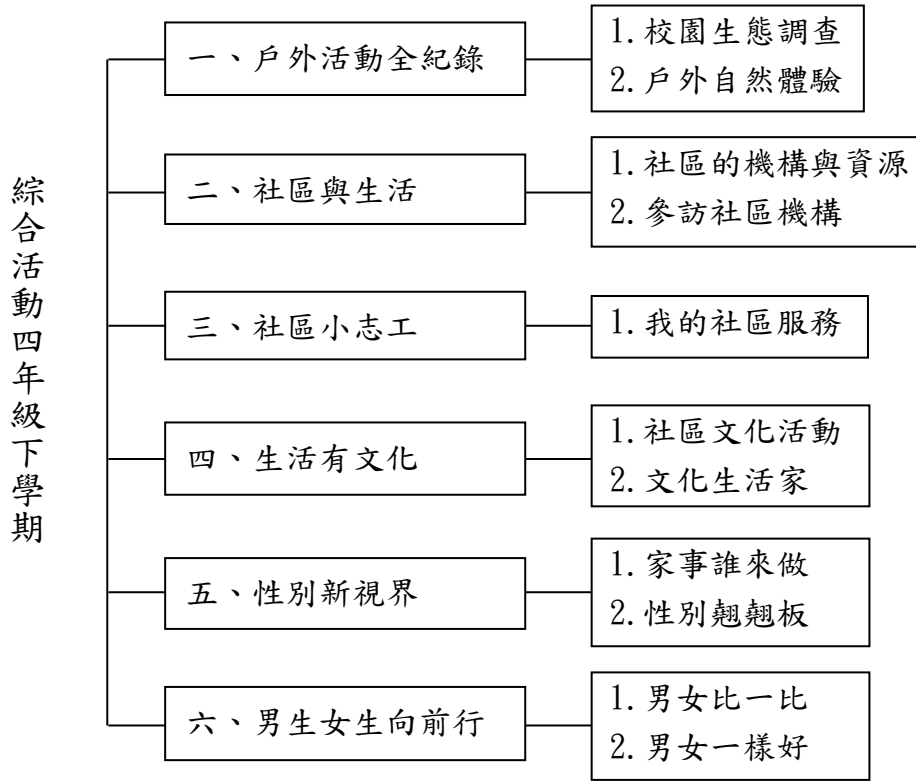 綜合活動四年級下學期
一、戶外活動全紀錄
1.校園生態調查
2.戶外自然體驗
二、社區與生活
1.社區的機構與資源
2.參訪社區機構
三、社區小志工
1.我的社區服務
四、生活有文化
1.社區文化活動
2.文化生活家
五、性別新視界
1.家事誰來做
2.性別翹翹板
六、男生女生向前行
1.男女比一比
2.男女一樣好